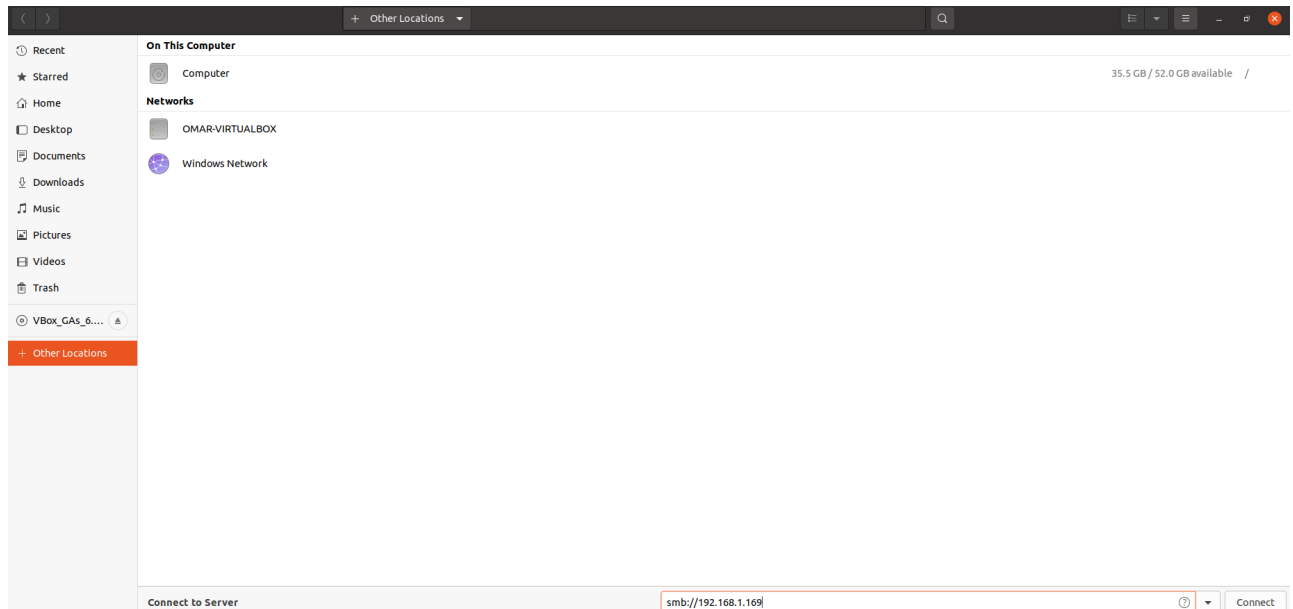 Other Locations
Recent
Starred
Home
Desktop
Documents
Downloads
Music
Pictures
Videos
Trash
VBox_GAs_6....
+ Other Locations
On This Computer
Computer
35.5 GB / 52.0 GB available /
Networks
OMAR-VIRTUALBOX
Windows Network
Connect to Server
smb://192.168.1.169
Connect